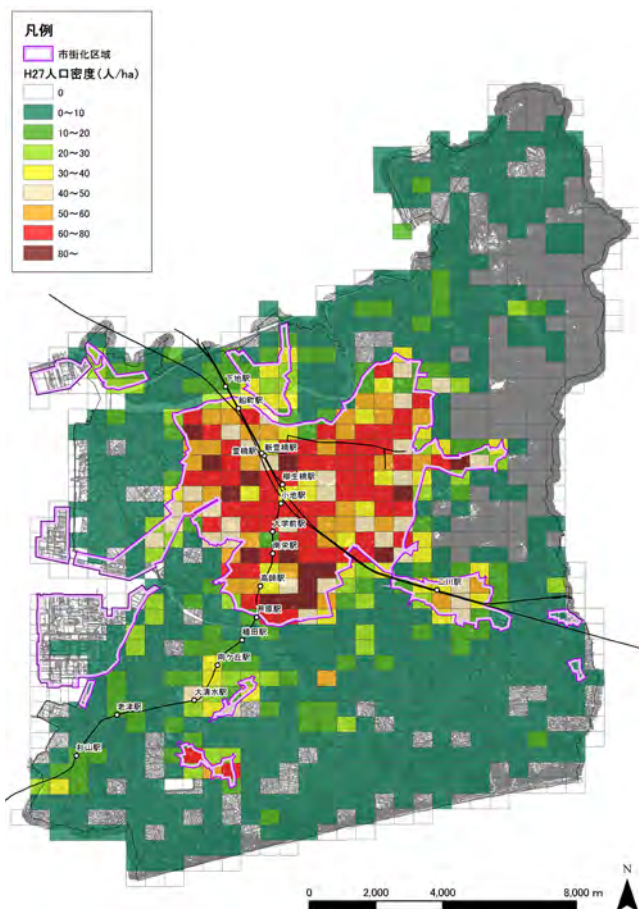 凡例
市街化区域
H27人口密度(人/ha)
0
0~10
10~20
20~30
30~40
40~50
50~60
60~80
80~
下地駅
船町駅
豊橋駅
新豊橋駅
柳生橋駅
小池駅
大学前駅
南栄駅
高師駅
芦原駅
植田駅
向ケ丘駅
大清水駅
老津駅
杉山駅
二川駅
N
0
2,000
4,000
8,000 m